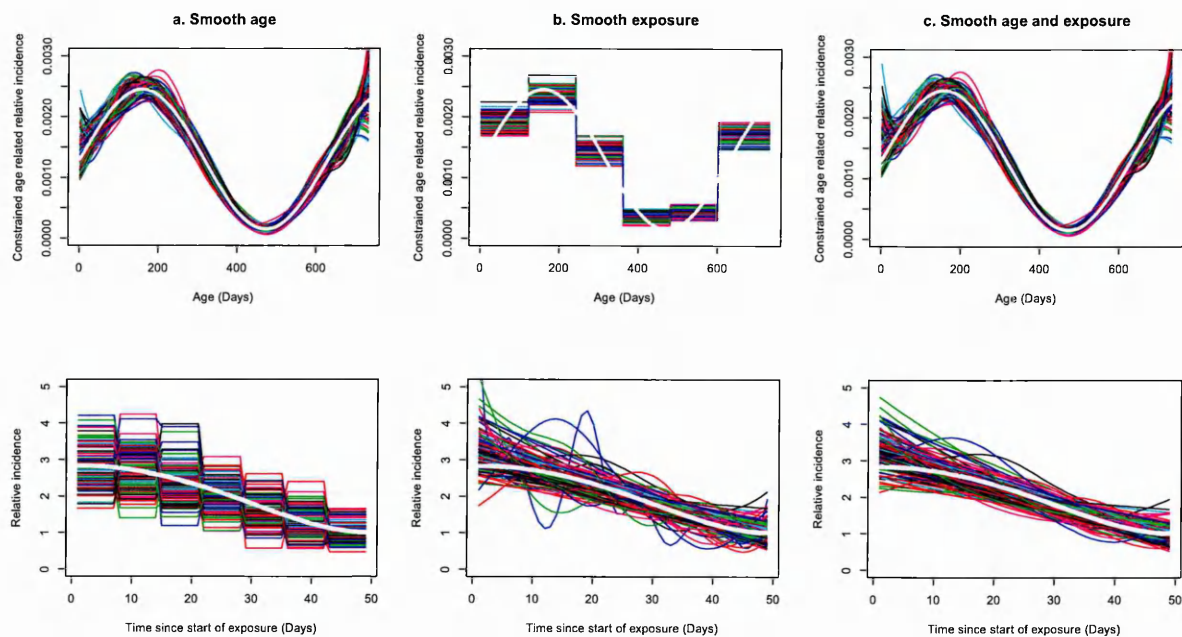 a. Smooth age
b. Smooth exposure
c. Smooth age and exposure
Constrained age related relative incidence
0.0000 0.0010 0.0020 0.0030
0 200 400 600
Age (Days)
Constrained age related relative incidence
0.0000 0.0010 0.0020 0.0030
0 200 400 600
Age (Days)
Constrained age related relative incidence
0.0000 0.0010 0.0020 0.0030
0 200 400 600
Age (Days)
Relative incidence
0 1 2 3 4 5
0 10 20 30 40 50
Time since start of exposure (Days)
Relative incidence
0 1 2 3 4 5
0 10 20 30 40 50
Time since start of exposure (Days)
Relative incidence
0 1 2 3 4 5
0 10 20 30 40 50
Time since start of exposure (Days)